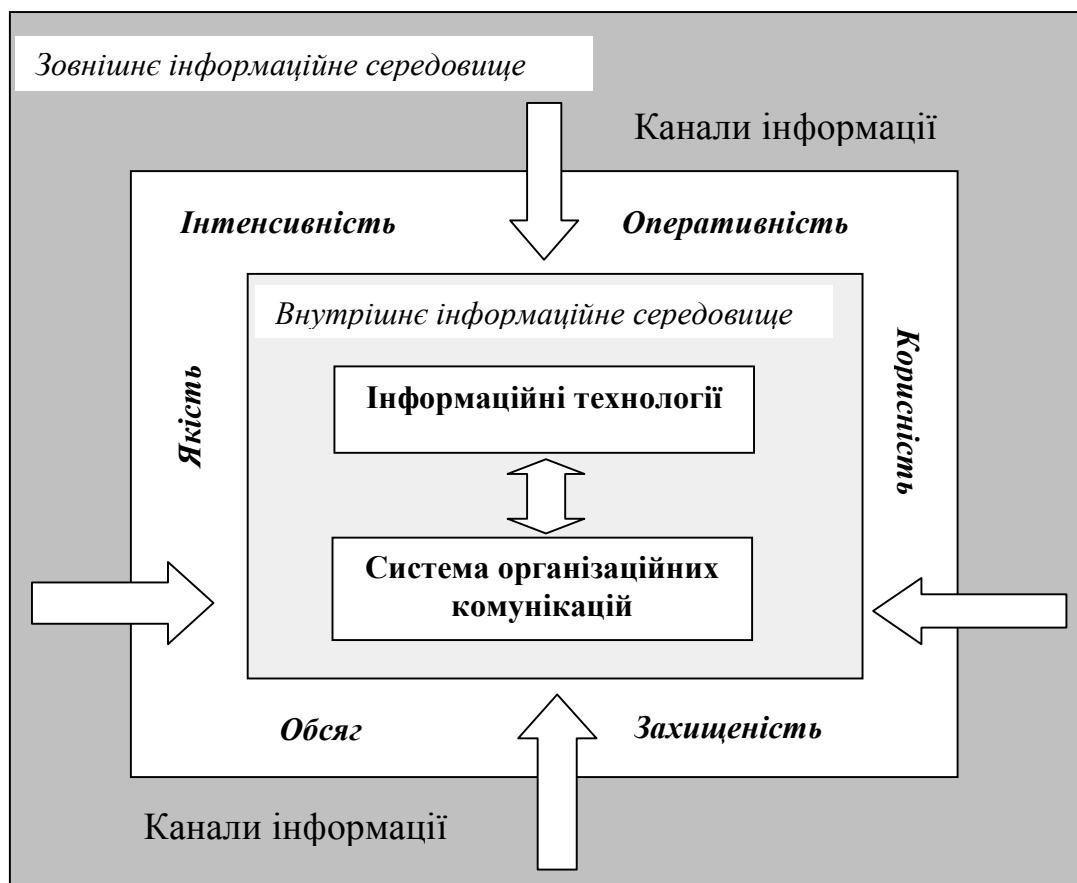 Зовнішнє інформаційне середовище
Канали інформації
Інтенсивність
Оперативність
Внутрішнє інформаційне середовище
Якість
Корисність
Інформаційні технології
Система організаційних
комунікацій
Обсяг
Захищеність
Канали інформації